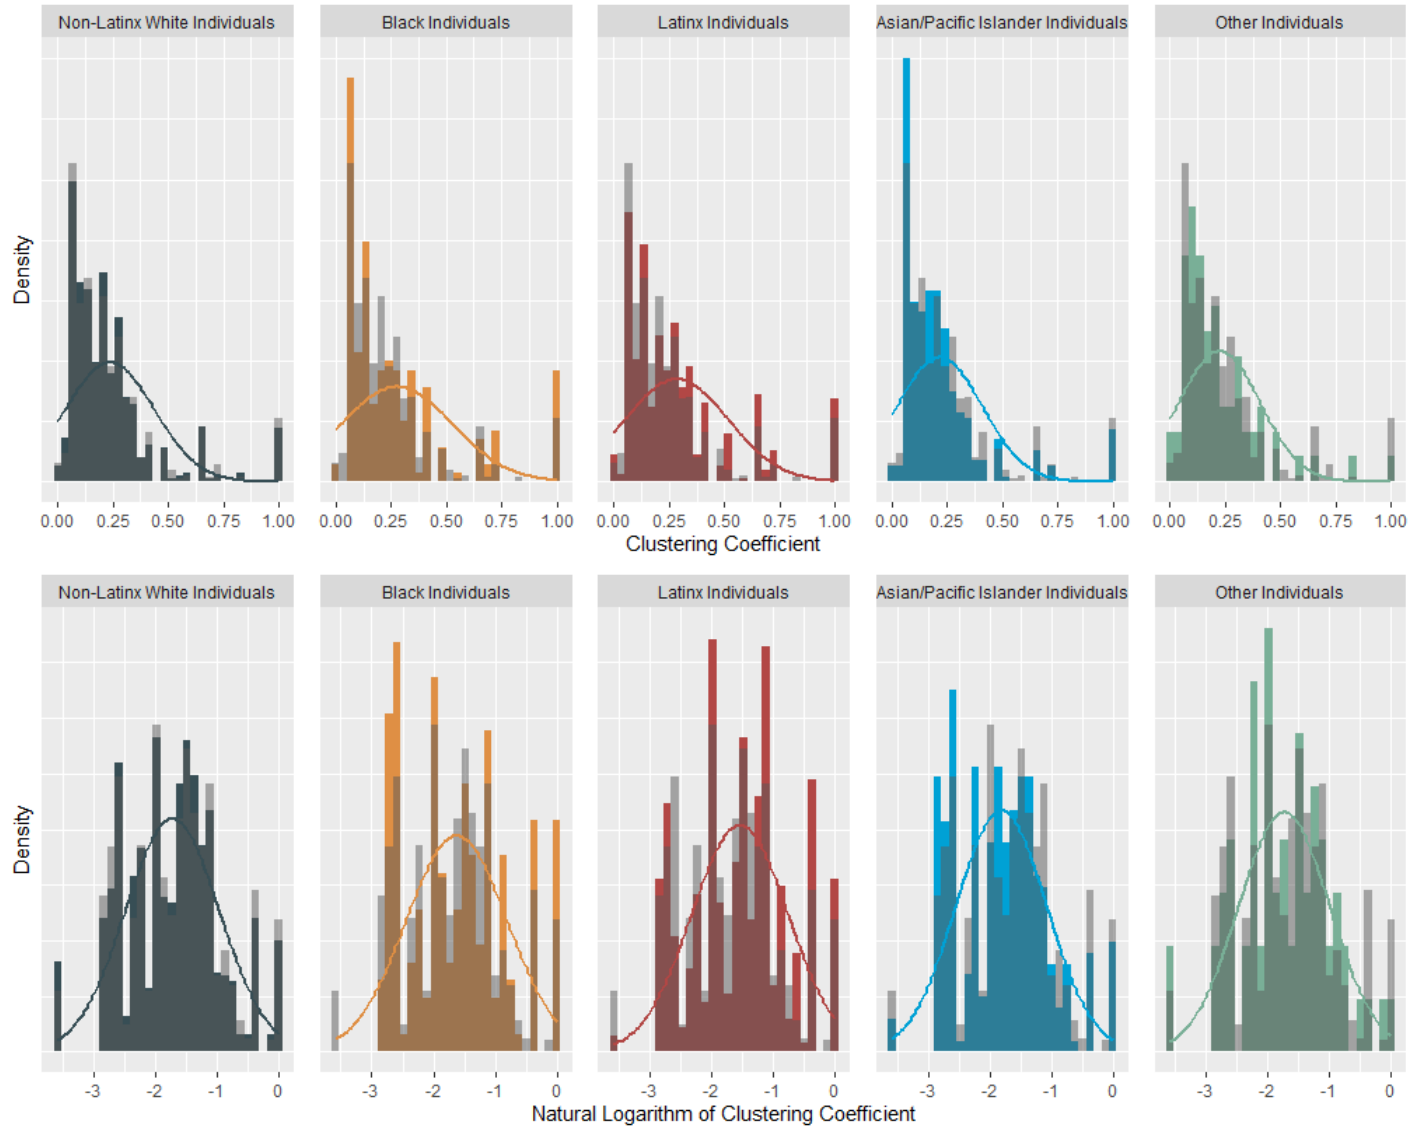 Non-Latinx White Individuals Black Individuals Latinx Individuals Asian/Pacific Islander Individuals Other Individuals
Density
0.00 0.25 0.50 0.75 1.00 0.00 0.25 0.50 0.75 1.00 0.00 0.25 0.50 0.75 1.00 0.00 0.25 0.50 0.75 1.00 0.00 0.25 0.50 0.75 1.00
Clustering Coefficient
Non-Latinx White Individuals Black Individuals Latinx Individuals Asian/Pacific Islander Individuals Other Individuals
Density
-3 -2 -1 0 -3 -2 -1 0 -3 -2 -1 0 -3 -2 -1 0 -3 -2 -1 0
Natural Logarithm of Clustering Coefficient